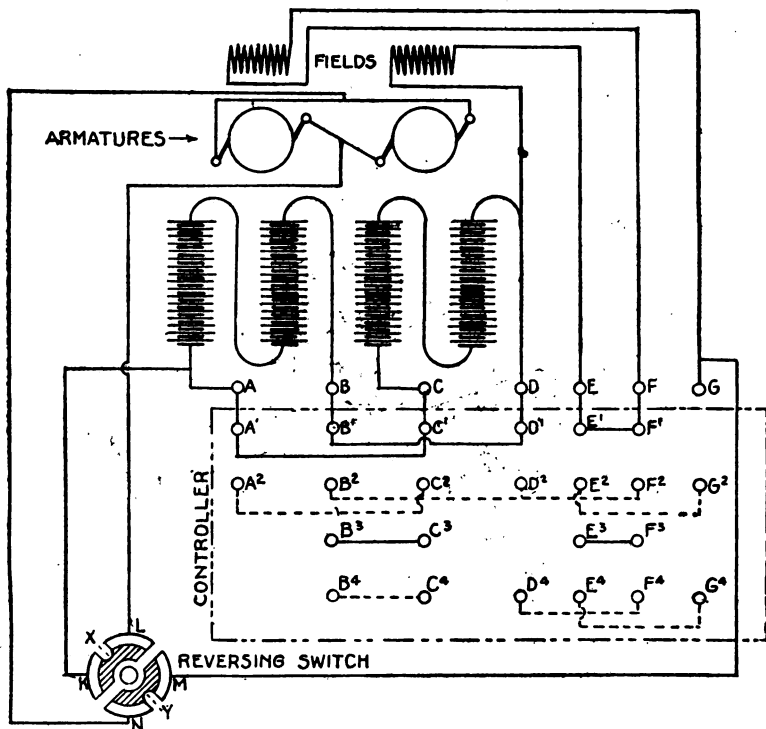 FIELDS
ARMATURES
A B C D E F G
A' B' C' D' E' F'
CONTROLLER
A² B² C² D² E² F² G²
B³ C³ E³ F³
B⁴ C⁴ D⁴ E⁴ F⁴ G⁴
L
X
REVERSING SWITCH
K M
Y
N